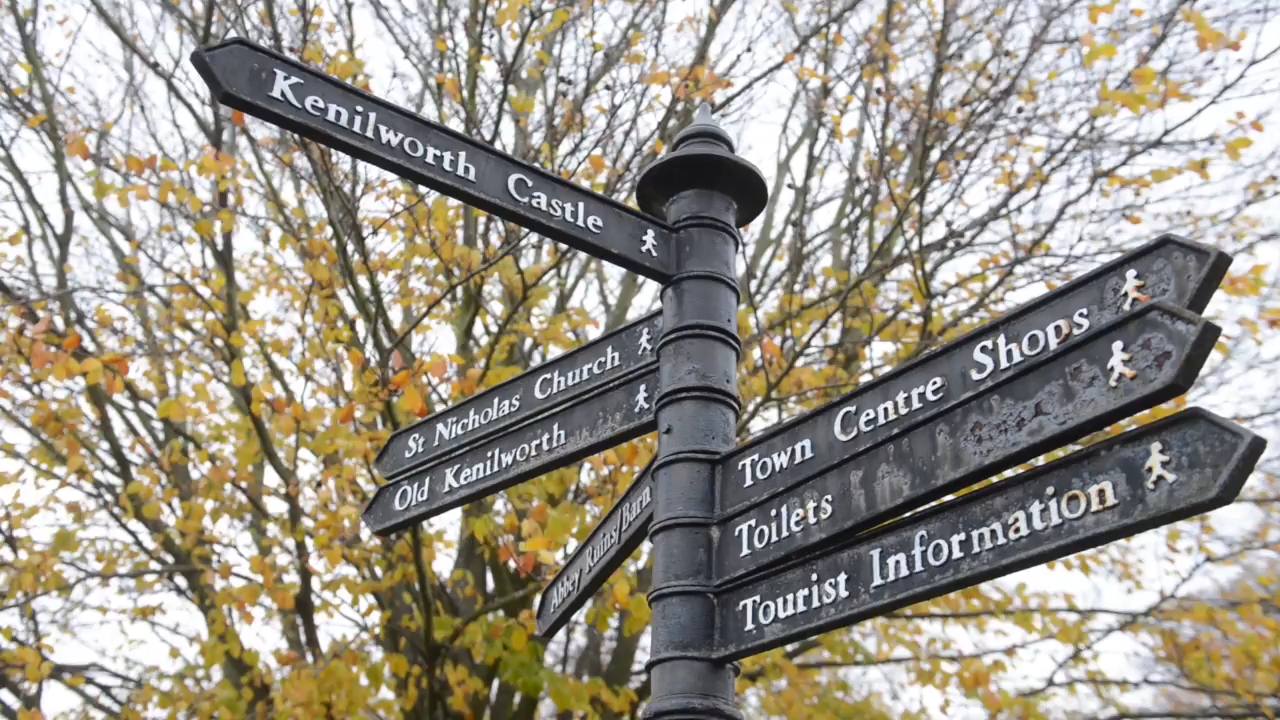 Kenilworth Castle
St Nicholas Church
Old Kenilworth
Abbey Ruins/Barn
Town Centre Shops
Toilets
Tourist Information